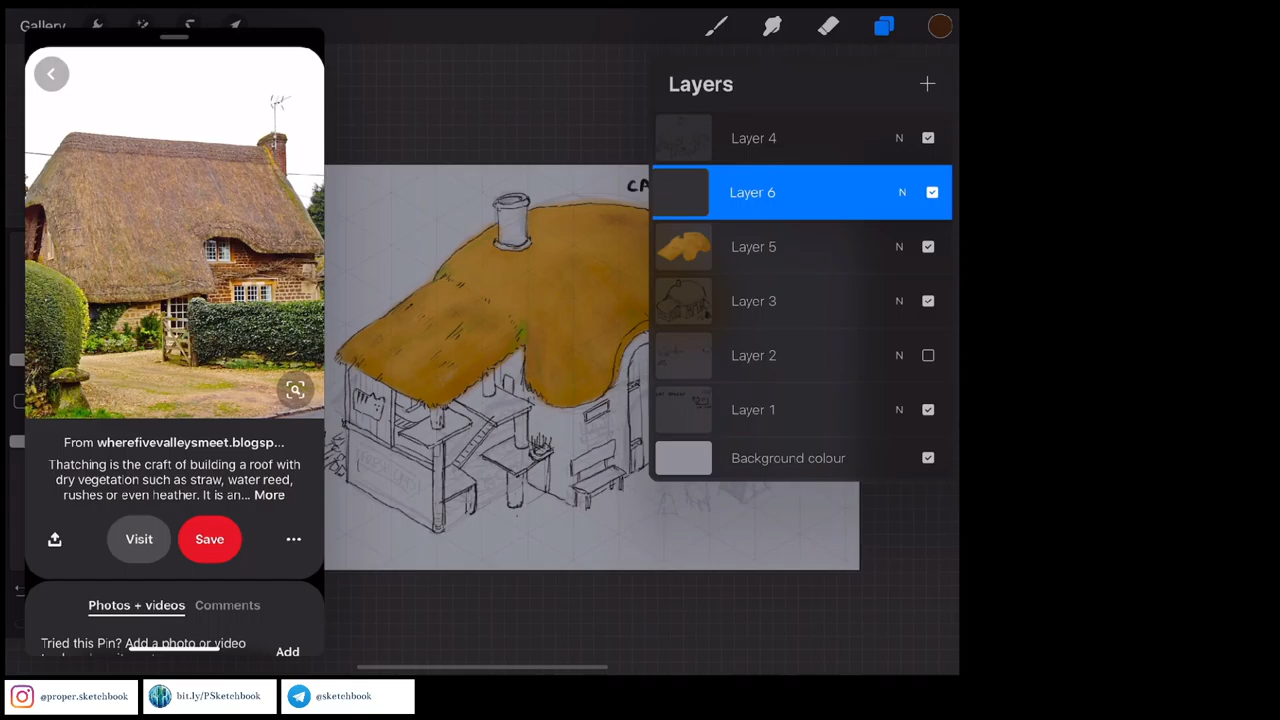 Gallery
Layers
Layer 4
N
Layer 6
N
Layer 5
N
Layer 3
N
Layer 2
N
Layer 1
N
Background colour
CA
From wherefivevalleysmeet.blogsp...
Thatching is the craft of building a roof with
dry vegetation such as straw, water reed,
rushes or even heather. It is an... More
Visit
Save
Photos + videos
Comments
Tried this Pin? Add a photo or video
Add
@proper.sketchbook
bit.ly/PSketchbook
@sketchbook